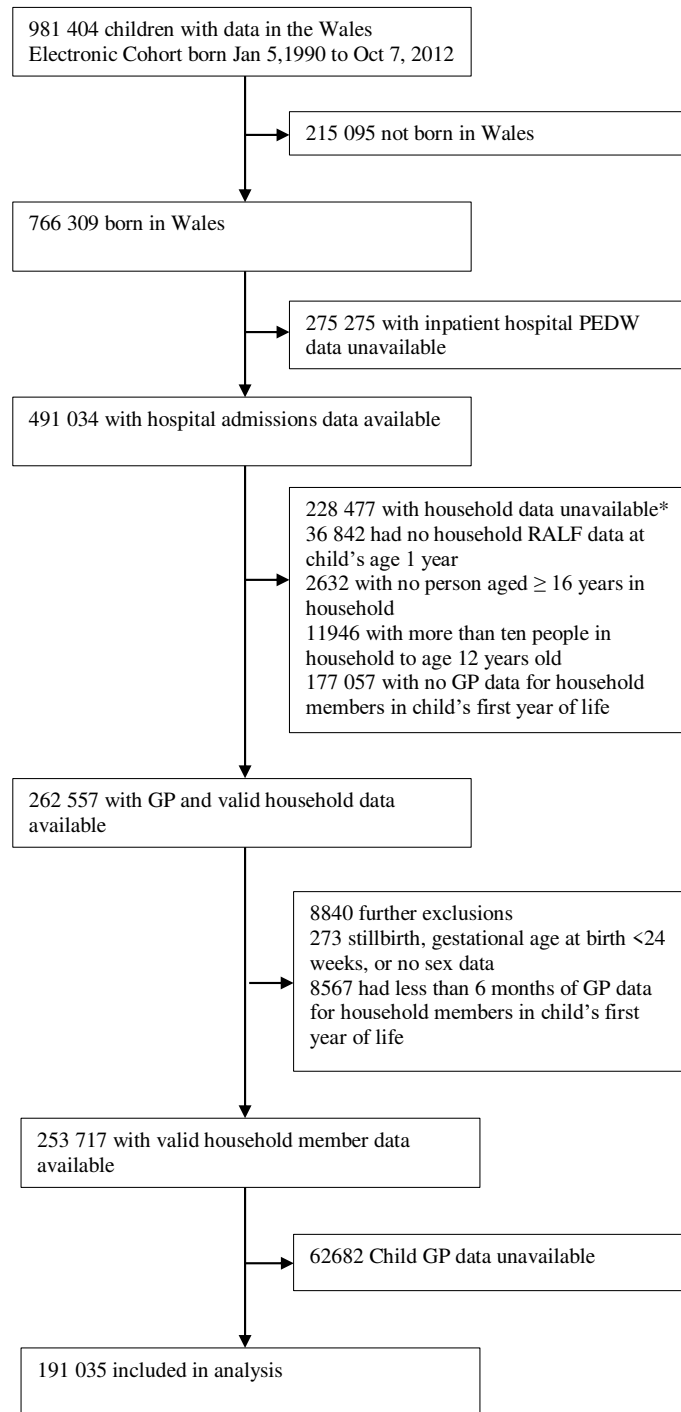 981 404 children with data in the Wales
Electronic Cohort born Jan 5,1990 to Oct 7, 2012
215 095 not born in Wales
766 309 born in Wales
275 275 with inpatient hospital PEDW
data unavailable
491 034 with hospital admissions data available
228 477 with household data unavailable*
36 842 had no household RALF data at
child’s age 1 year
2632 with no person aged ≥ 16 years in
household
11946 with more than ten people in
household to age 12 years old
177 057 with no GP data for household
members in child’s first year of life
262 557 with GP and valid household data
available
8840 further exclusions
273 stillbirth, gestational age at birth <24
weeks, or no sex data
8567 had less than 6 months of GP data
for household members in child’s first
year of life
253 717 with valid household member data
available
62682 Child GP data unavailable
191 035 included in analysis